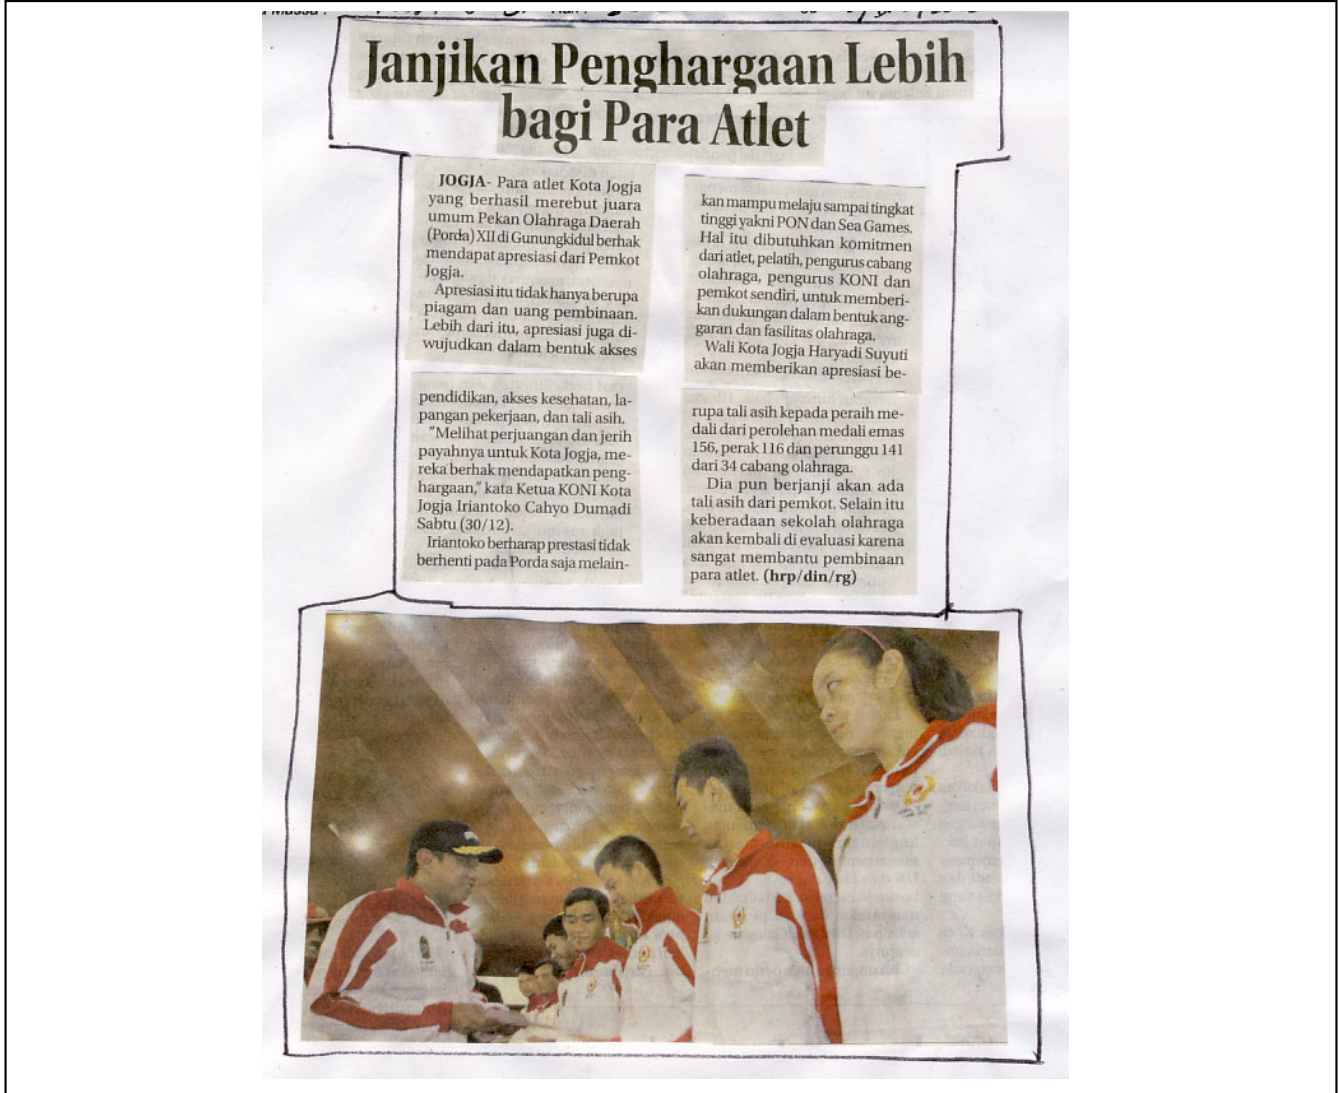 Massa :
Janjikan Penghargaan Lebih
bagi Para Atlet
JOGJA- Para atlet Kota Jogja
yang berhasil merebut juara
umum Pekan Olahraga Daerah
(Porda) XII di Gunungkidul berhak
mendapat apresiasi dari Pemkot
Jogja.
Apresiasi itu tidak hanya berupa
piagam dan uang pembinaan.
Lebih dari itu, apresiasi juga di-
wujudkan dalam bentuk akses
pendidikan, akses kesehatan, la-
pangan pekerjaan, dan tali asih.
"Melihat perjuangan dan jerih
payahnya untuk Kota Jogja, me-
reka berhak mendapatkan peng-
hargaan," kata Ketua KONI Kota
Jogja Iriantoko Cahyo Dumadi
Sabtu (30/12).
Iriantoko berharap prestasi tidak
berhenti pada Porda saja melain-
kan mampu melaju sampai tingkat
tinggi yakni PON dan Sea Games.
Hal itu dibutuhkan komitmen
dari atlet, pelatih, pengurus cabang
olahraga, pengurus KONI dan
pemkot sendiri, untuk memberi-
kan dukungan dalam bentuk ang-
garan dan fasilitas olahraga.
Wali Kota Jogja Haryadi Suyuti
akan memberikan apresiasi be-
rupa tali asih kepada peraih me-
dali dari perolehan medali emas
156, perak 116 dan perunggu 141
dari 34 cabang olahraga.
Dia pun berjanji akan ada
tali asih dari pemkot. Selain itu
keberadaan sekolah olahraga
akan kembali di evaluasi karena
sangat membantu pembinaan
para atlet. (hrp/din/rg)